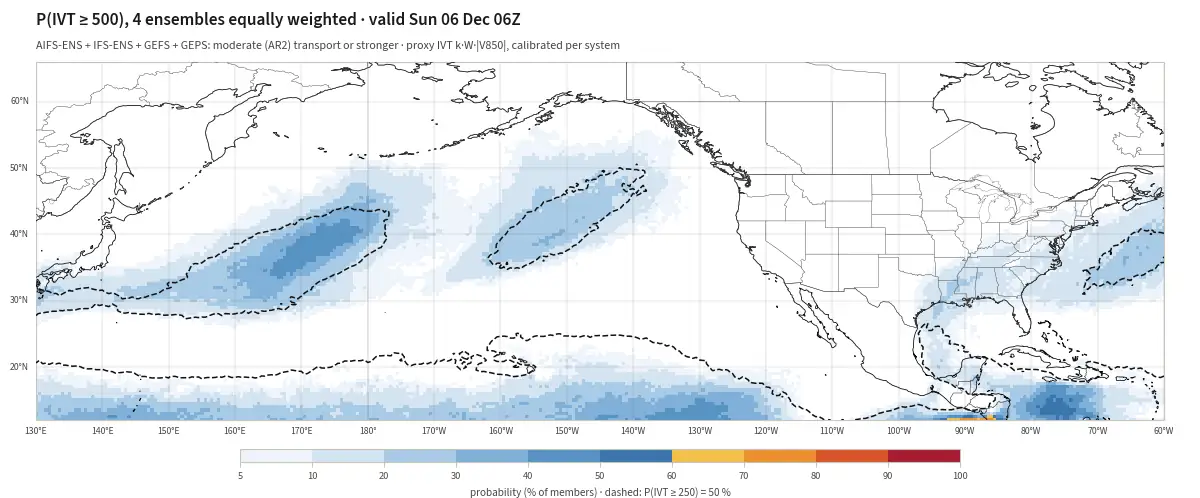 P(IVT ≥ 500), 4 ensembles equally weighted · valid Sun 06 Dec 06Z
AIFS-ENS + IFS-ENS + GEFS + GEPS: moderate (AR2) transport or stronger · proxy IVT k·W·|V850|, calibrated per system
60°N
50°N
40°N
30°N
20°N
130°E 140°E 150°E 160°E 170°E 180° 170°W 160°W 150°W 140°W 130°W 120°W 110°W 100°W 90°W 80°W 70°W 60°W
5 10 20 30 40 50 60 70 80 90 100
probability (% of members) · dashed: P(IVT ≥ 250) = 50 %